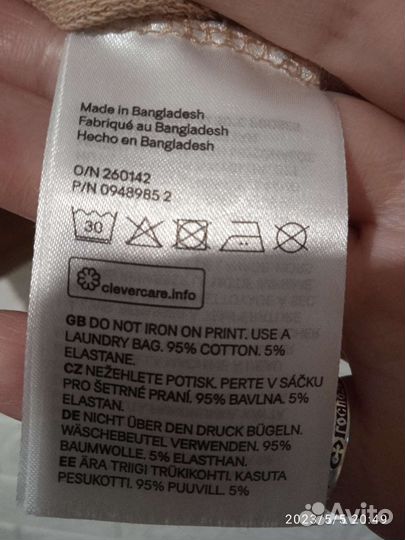 Made in Bangladesh
Fabriqué au Bangladesh
Hecho en Bangladesh
O/N 260142
P/N 0948985 2
30
clevercare.info
GB DO NOT IRON ON PRINT. USE A
LAUNDRY BAG. 95% COTTON. 5%
ELASTANE.
CZ NEŽEHLETE POTISK. PERTE V SÁČKU
PRO ŠETRNÉ PRANÍ. 95% BAVLNA. 5%
ELASTAN.
DE NICHT ÜBER DEN DRUCK BÜGELN.
WÄSCHEBEUTEL VERWENDEN. 95%
BAUMWOLLE. 5% ELASTHAN.
EE ÄRA TRIIGI TRÜKIKOHTI. KASUTA
PESUKOTTI. 95% PUUVILL. 5%
Avito
2023/5/5 20:49